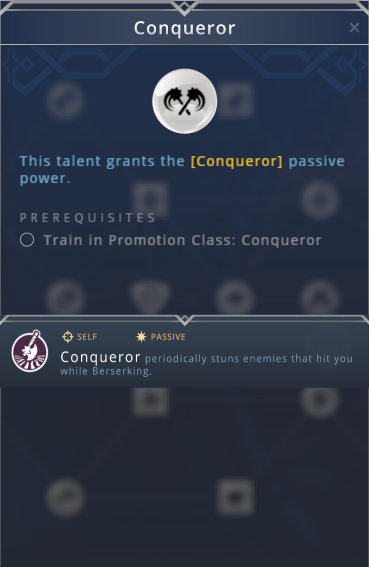 Conqueror
This talent grants the [Conqueror] passive
power.
PREREQUISITES
Train in Promotion Class: Conqueror
SELF PASSIVE
Conqueror periodically stuns enemies that hit you
while Berserking.